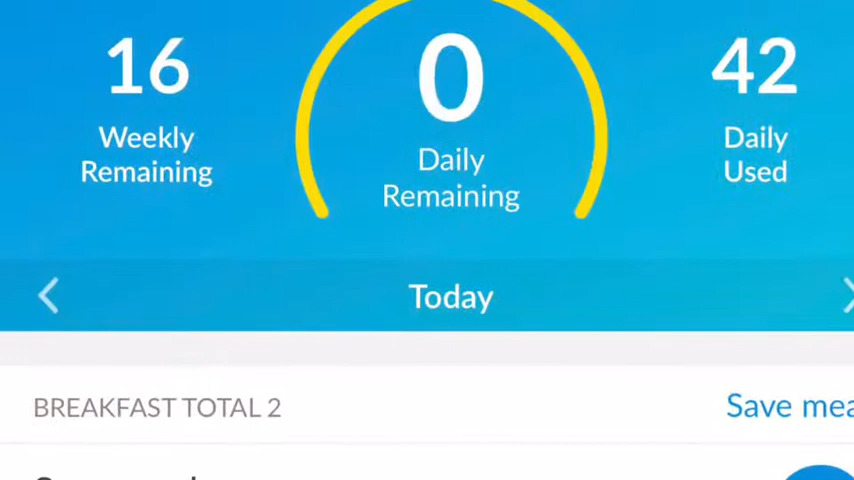 16
Weekly
Remaining
0
Daily
Remaining
42
Daily
Used
Today
BREAKFAST TOTAL 2
Save mea